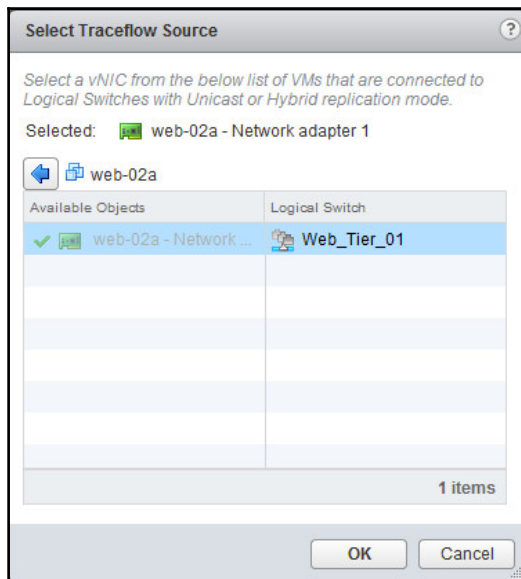 Select Traceflow Source
?
Select a vNIC from the below list of VMs that are connected to
Logical Switches with Unicast or Hybrid replication mode.
Selected: web-02a - Network adapter 1
web-02a
Available Objects Logical Switch
web-02a - Network ... Web_Tier_01
1 items
OK Cancel